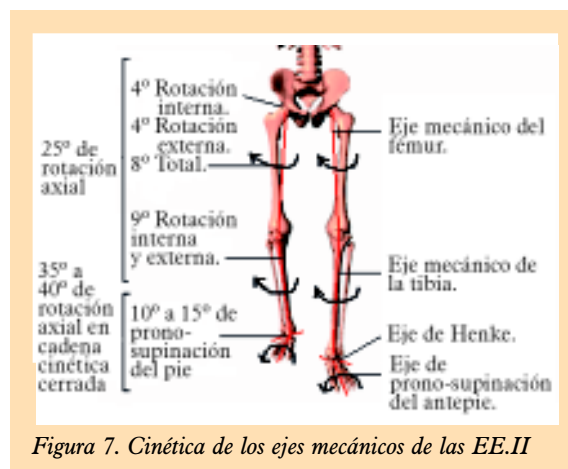 25º de
rotación
axial
35º a
40º de
rotación
axial en
cadena
cinética
cerrada
4º Rotación
interna.
4º Rotación
externa.
8º Total.
9º Rotación
interna
y externa.
10º a 15º de
prono-
supinación
del pie
Eje mecánico del
fémur.
Eje mecánico de
la tibia.
Eje de Henke.
Eje de
prono-supinación
del antepie.
Figura 7. Cinética de los ejes mecánicos de las EE.II